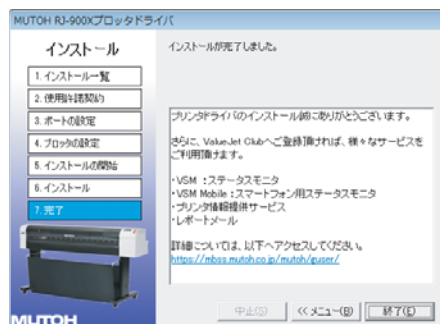 MUTOH RJ-900Xプロッタドライバ
インストール
1. インストール一覧
2. 使用許諾契約
3. ポートの設定
4. プロッタの設定
5. インストールの開始
6. インストール
7. 完了
MUTOH
インストールが完了しました。
プリンタドライバのインストール誠にありがとうございます。
さらに、ValueJet Clubへご登録頂ければ、様々なサービスを
ご利用頂けます。
・VSM ：ステータスモニタ
・VSM Mobile：スマートフォン用ステータスモニタ
・プリンタ情報提供サービス
・レポートメール
詳細については、以下へアクセスしてください。
https://mbss.mutoh.co.jp/mutoh/guser/
中止(S)
<< メニュー(B)
終了(E)